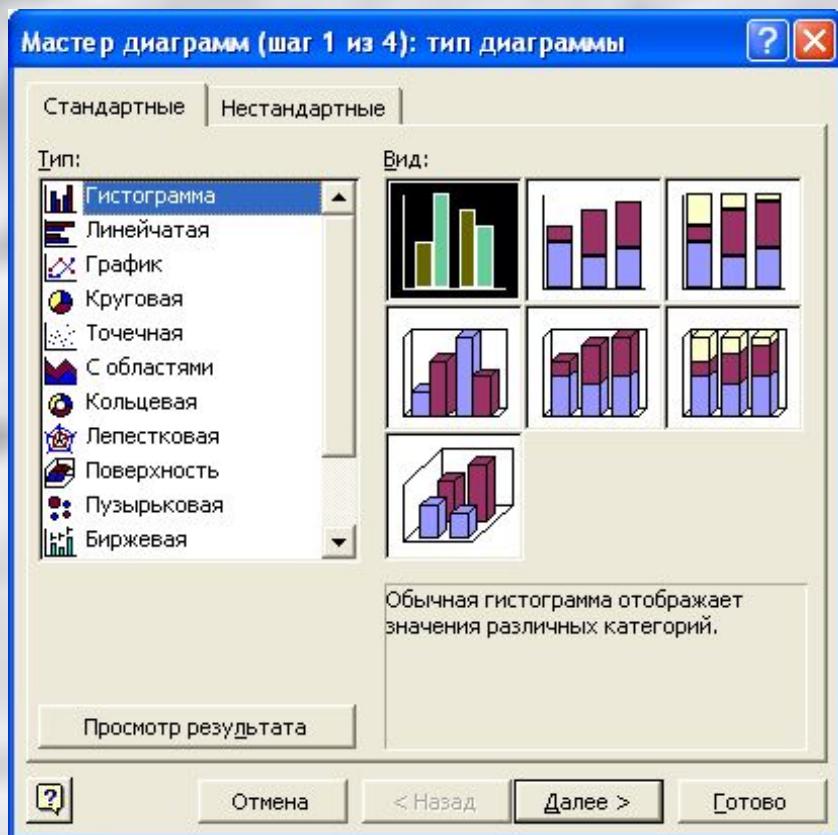 Мастер диаграмм (шаг 1 из 4): тип диаграммы
Стандартные
Нестандартные
Тип:
Гистограмма
Линейчатая
График
Круговая
Точечная
С областями
Кольцевая
Лепестковая
Поверхность
Пузырьковая
Биржевая
Вид:
Обычная гистограмма отображает
значения различных категорий.
Просмотр результата
Отмена
< Назад
Далее >
Готово